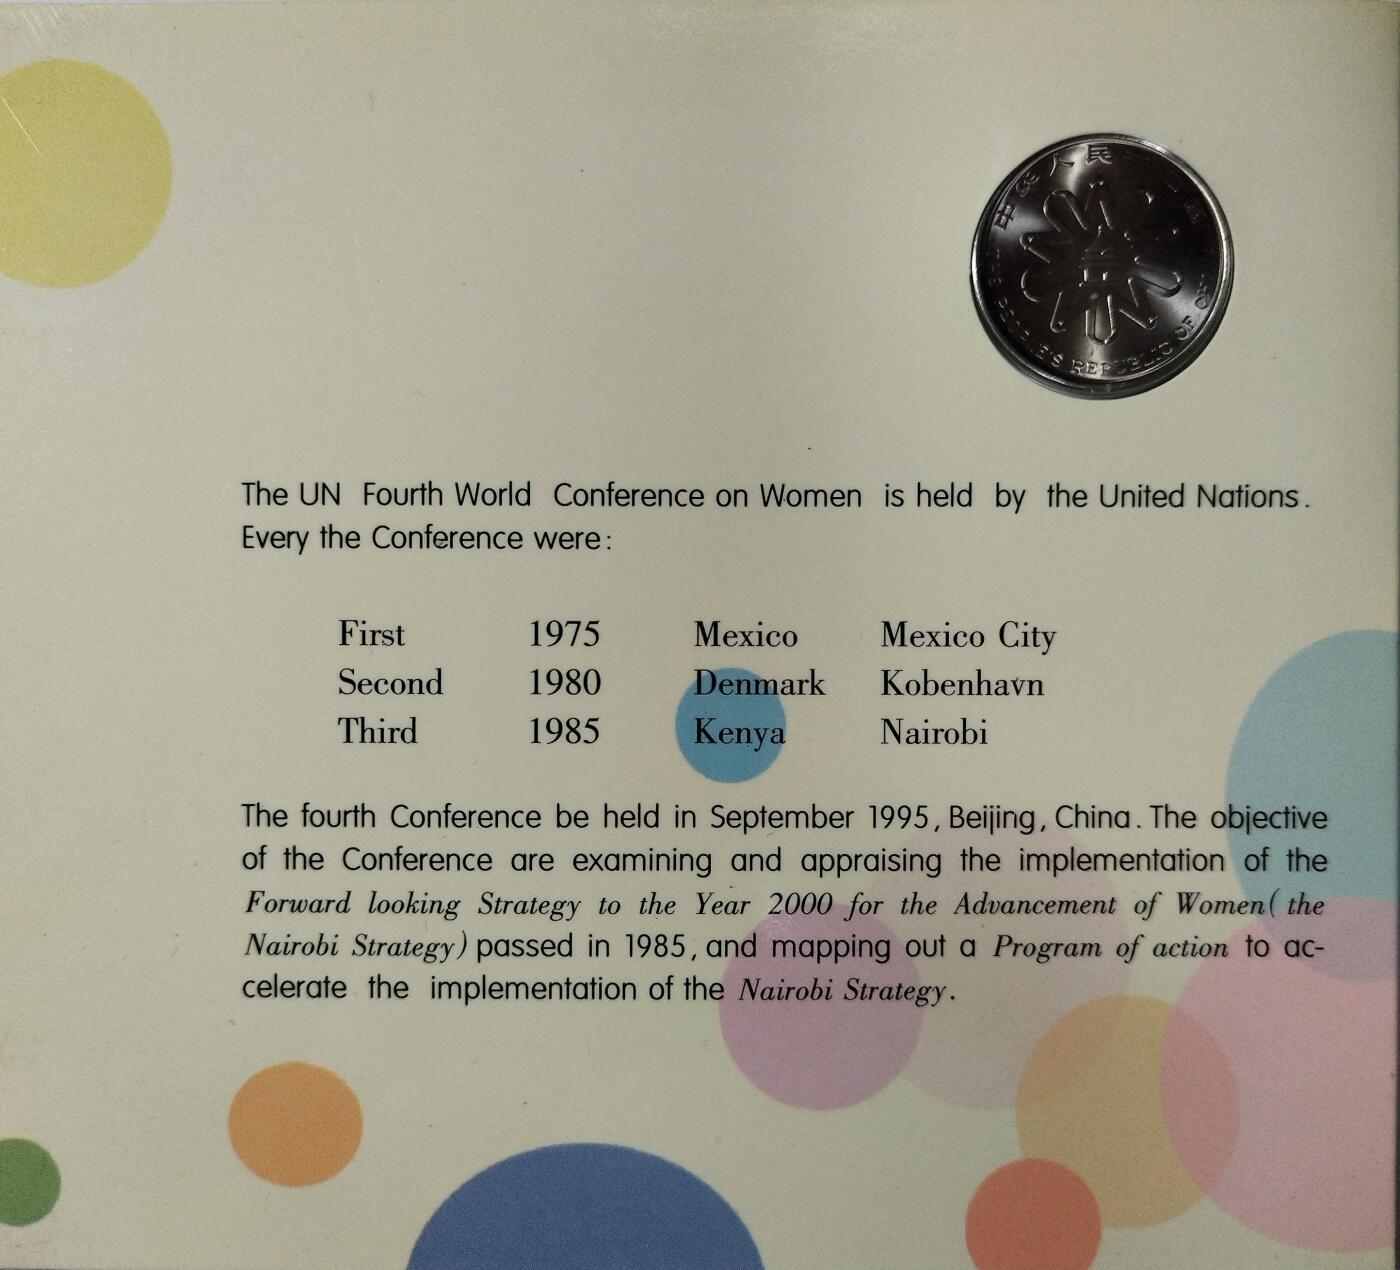 中华人民
THE PEOPLE'S REPUBLIC OF
The UN Fourth World Conference on Women is held by the United Nations.
Every the Conference were:
First 1975 Mexico Mexico City
Second 1980 Denmark Kobenhavn
Third 1985 Kenya Nairobi
The fourth Conference be held in September 1995, Beijing, China. The objective
of the Conference are examining and appraising the implementation of the
Forward looking Strategy to the Year 2000 for the Advancement of Women( the
Nairobi Strategy) passed in 1985, and mapping out a Program of action to ac-
celerate the implementation of the Nairobi Strategy.